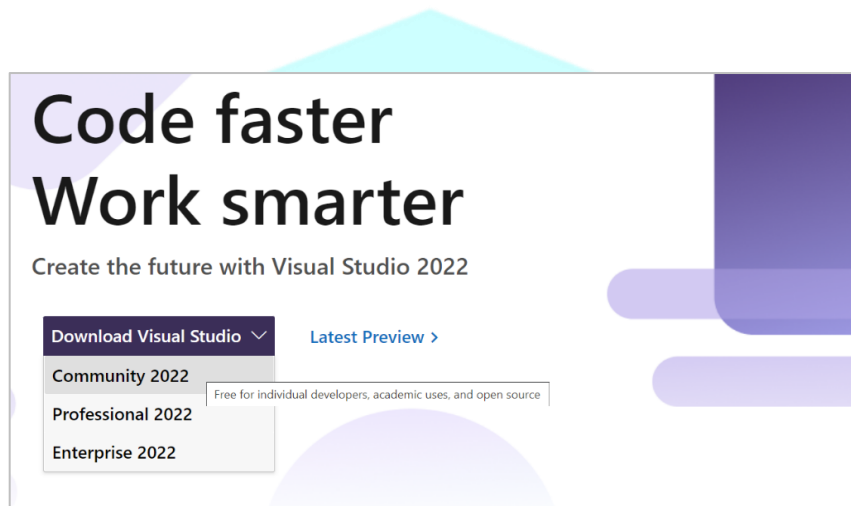 Code faster
Work smarter
Create the future with Visual Studio 2022
Download Visual Studio
Latest Preview >
Community 2022
Free for individual developers, academic uses, and open source
Professional 2022
Enterprise 2022